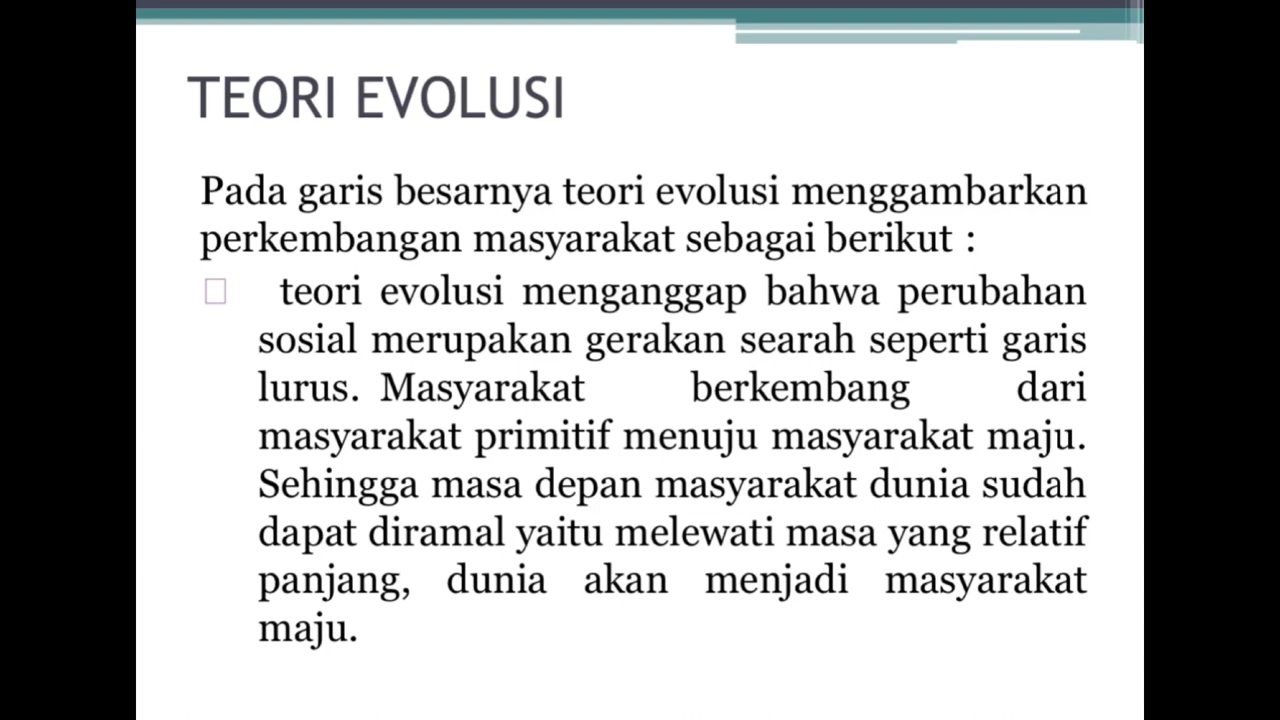 TEORI EVOLUSI
Pada garis besarnya teori evolusi menggambarkan
perkembangan masyarakat sebagai berikut :
teori evolusi menganggap bahwa perubahan
sosial merupakan gerakan searah seperti garis
lurus. Masyarakat berkembang dari
masyarakat primitif menuju masyarakat maju.
Sehingga masa depan masyarakat dunia sudah
dapat diramal yaitu melewati masa yang relatif
panjang, dunia akan menjadi masyarakat
maju.